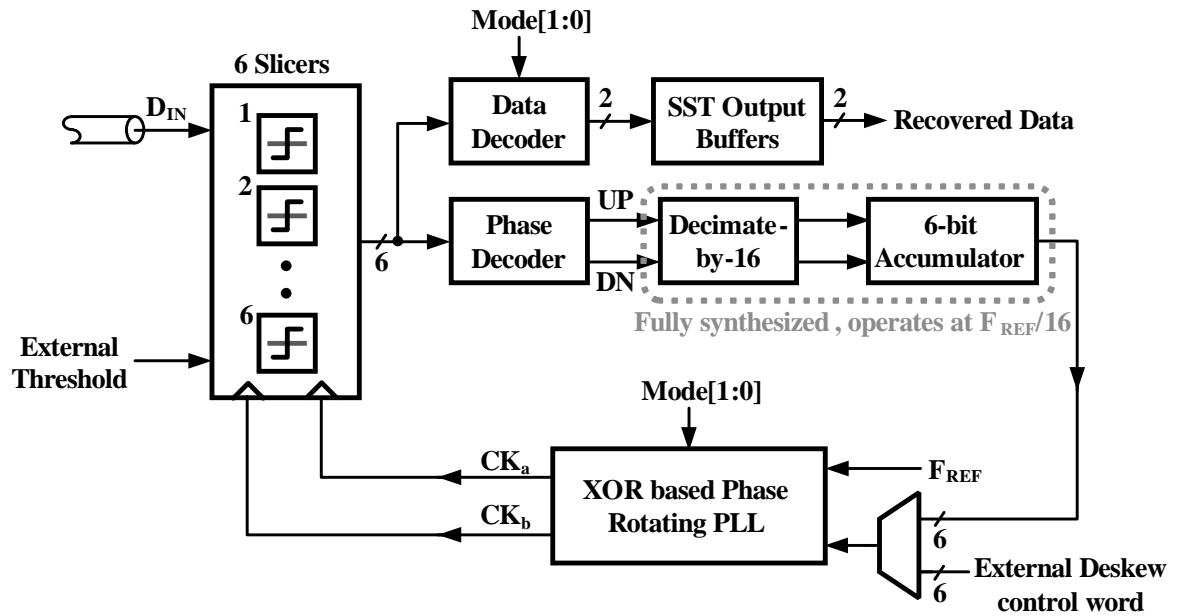 Mode[1:0]
6 Slicers
D_IN
1
2
6
External
Threshold
6
Data
Decoder
2
SST Output
Buffers
2
Recovered Data
Phase
Decoder
UP
DN
Decimate-
by-16
6-bit
Accumulator
Fully synthesized , operates at F_REF/16
Mode[1:0]
CK_a
CK_b
XOR based Phase
Rotating PLL
F_REF
6
6
External Deskew
control word